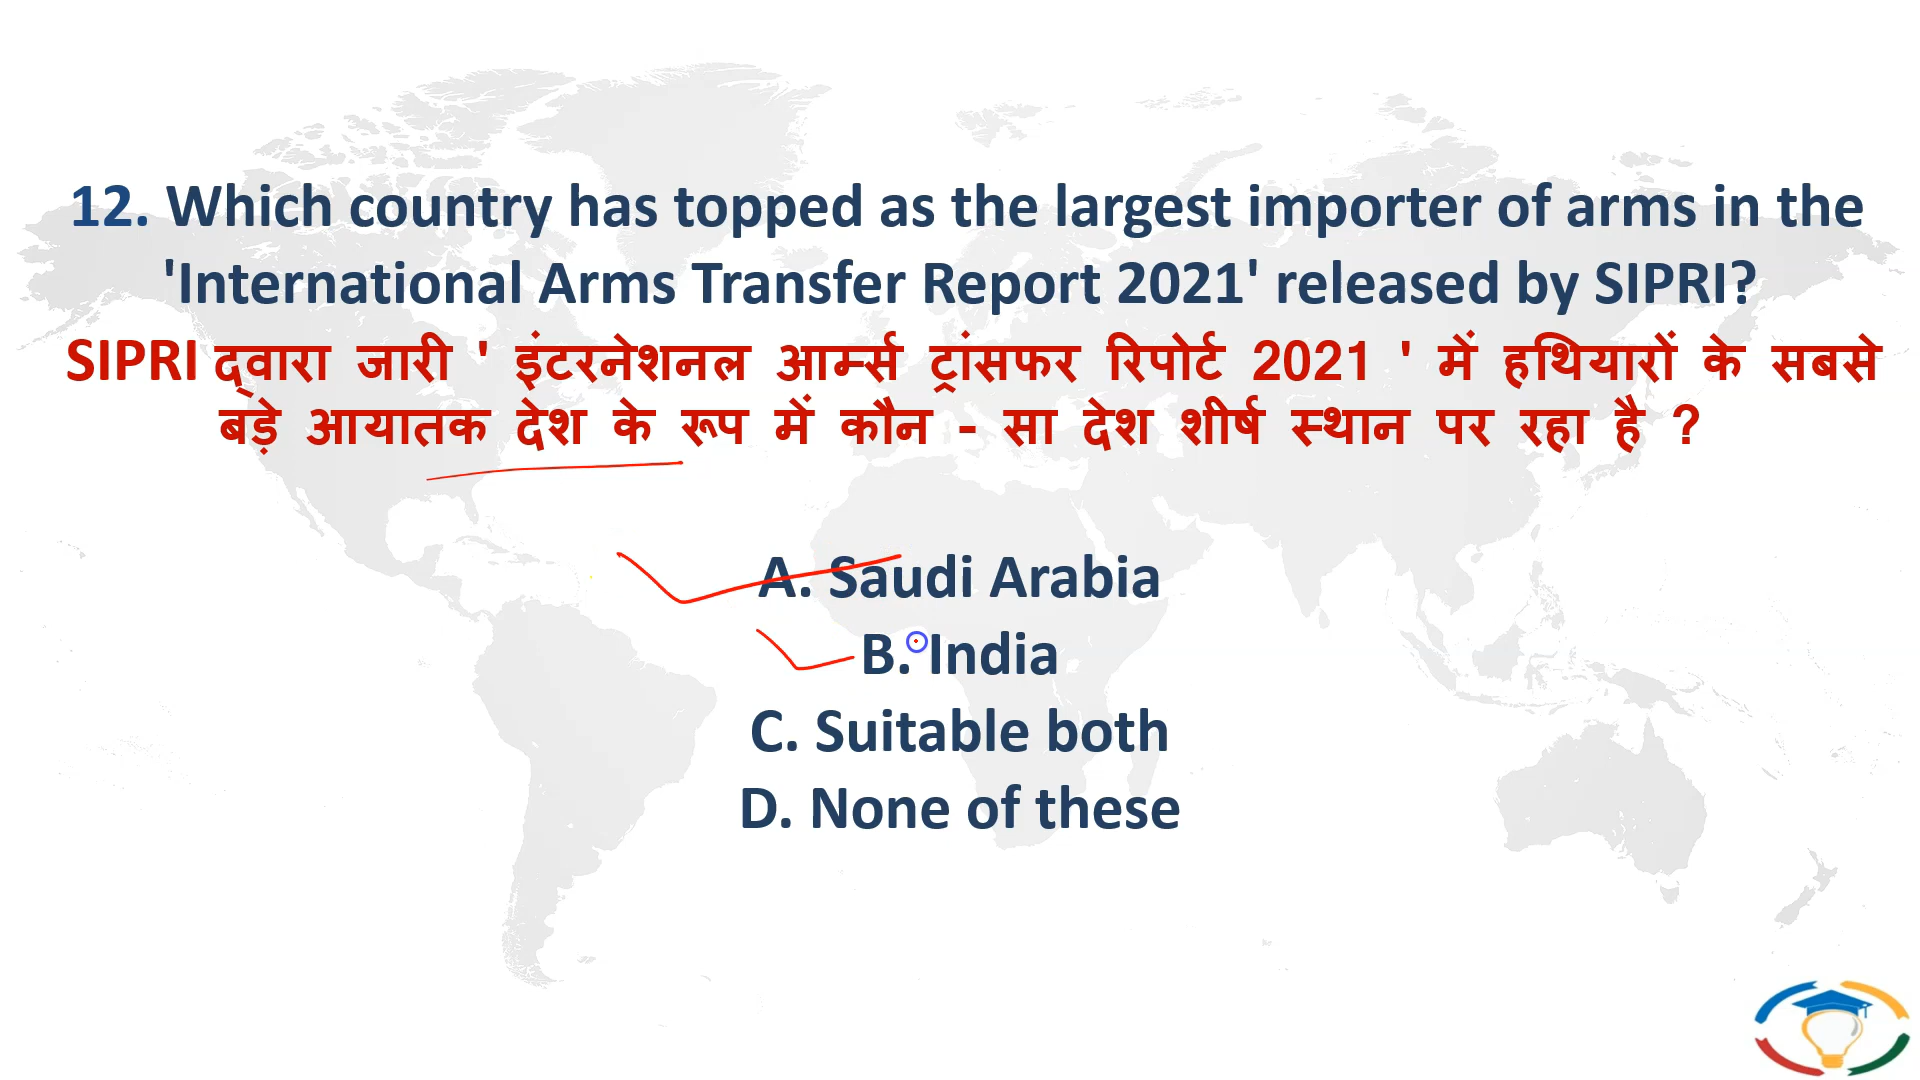 12. Which country has topped as the largest importer of arms in the
'International Arms Transfer Report 2021' released by SIPRI?
SIPRI द्वारा जारी ' इंटरनेशनल आर्म्स ट्रांसफर रिपोर्ट 2021 ' में हथियारों के सबसे
बड़े आयातक देश के रूप में कौन - सा देश शीर्ष स्थान पर रहा है ?
A. Saudi Arabia
B. India
C. Suitable both
D. None of these